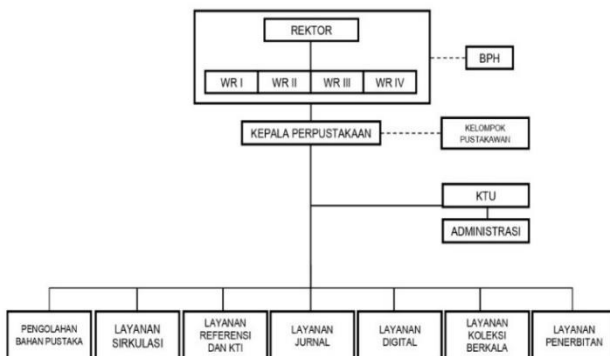 REKTOR
BPH
WR I WR II WR III WR IV
KEPALA PERPUSTAKAAN
KELOMPOK
PUSTAKAWAN
KTU
ADMINISTRASI
PENGOLAHAN
BAHAN PUSTAKA
LAYANAN
SIRKULASI
LAYANAN
REFERENSI
DAN KTI
LAYANAN
JURNAL
LAYANAN
DIGITAL
LAYANAN
KOLEKSI
BERKALA
LAYANAN
PENERBITAN